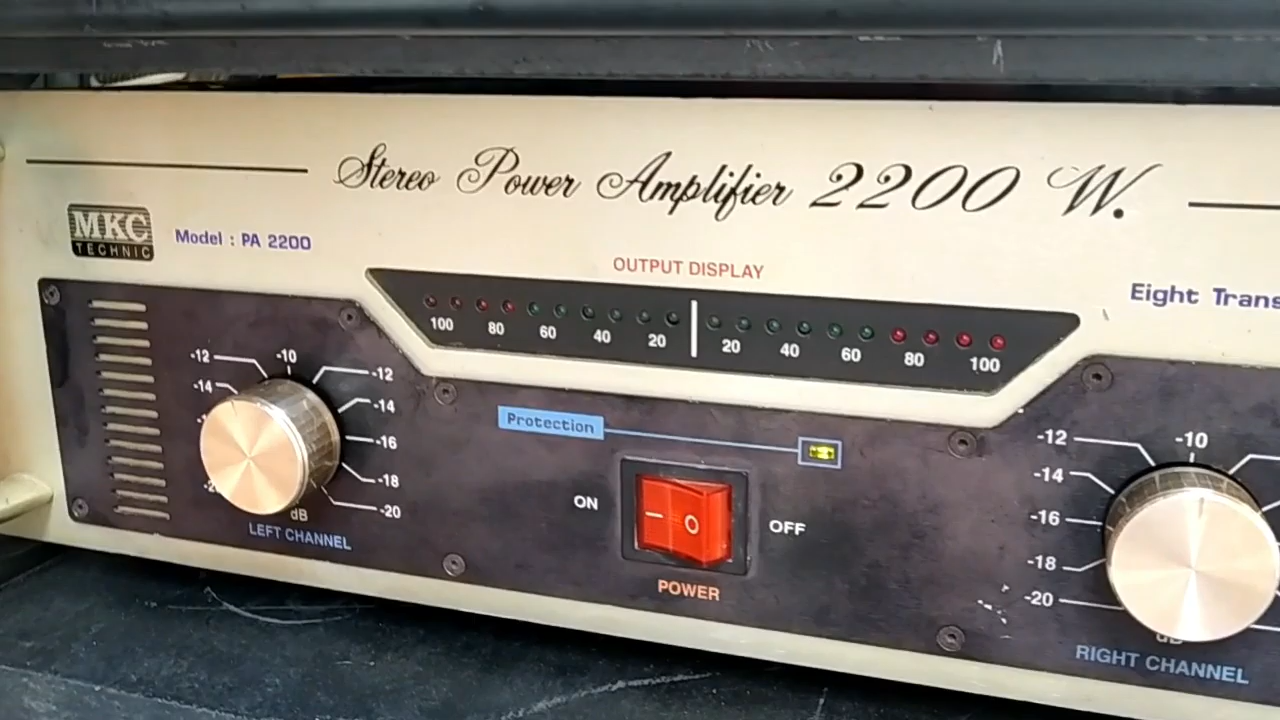 Stereo Power Amplifier 2200 W.
MKC
TECHNIC
Model : PA 2200
OUTPUT DISPLAY
Eight Trans
100 80 60 40 20 20 40 60 80 100
Protection
ON
OFF
POWER
-12 -10 -12
-14 -14
-16
-18
-20
dB
LEFT CHANNEL
-12 -10
-14
-16
-18
-20
dB
RIGHT CHANNEL